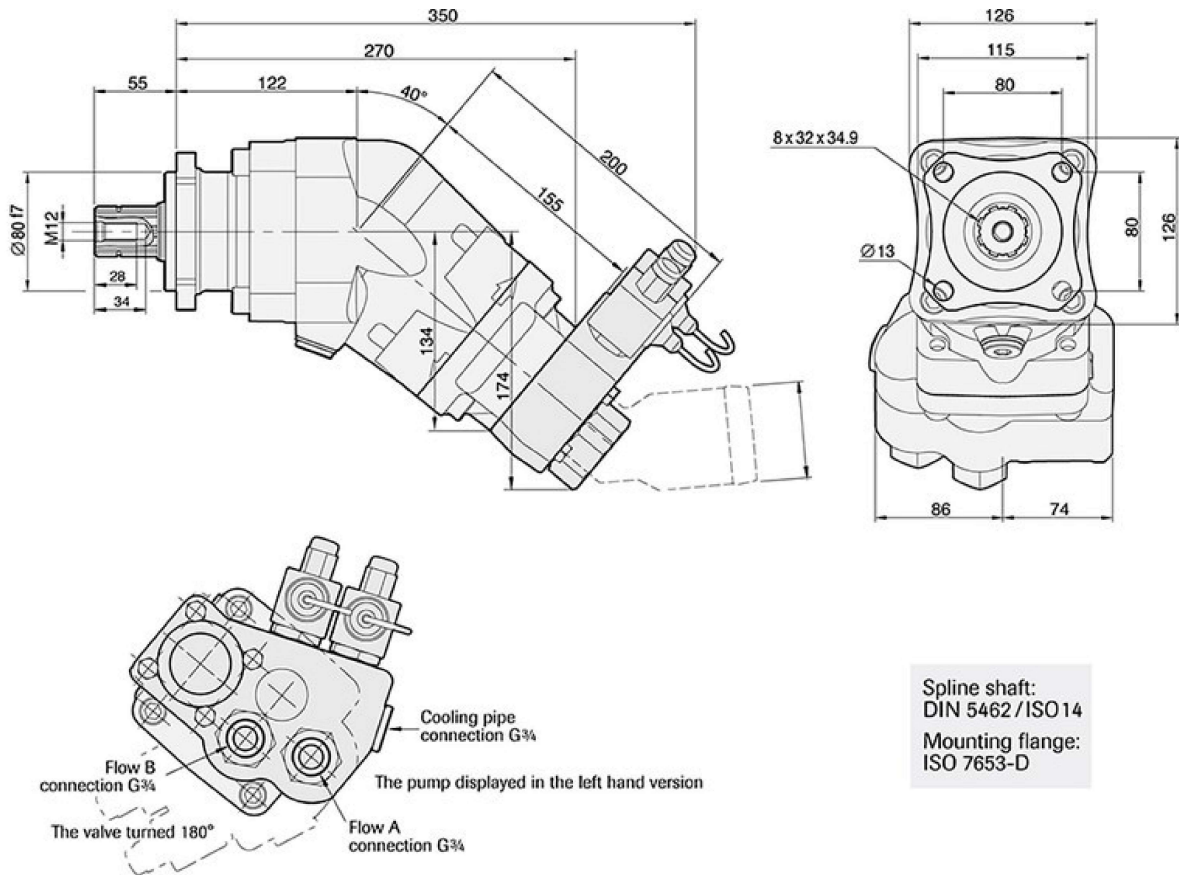 350
126
270
115
55
122
40°
80
8 x 32 x 34.9
200
155
Ø80 f7
M12
80
126
Ø13
28
34
134
174
86
74
Cooling pipe
connection G¾
Flow B
connection G¾
The pump displayed in the left hand version
The valve turned 180°
Flow A
connection G¾
Spline shaft:
DIN 5462 / ISO 14
Mounting flange:
ISO 7653-D